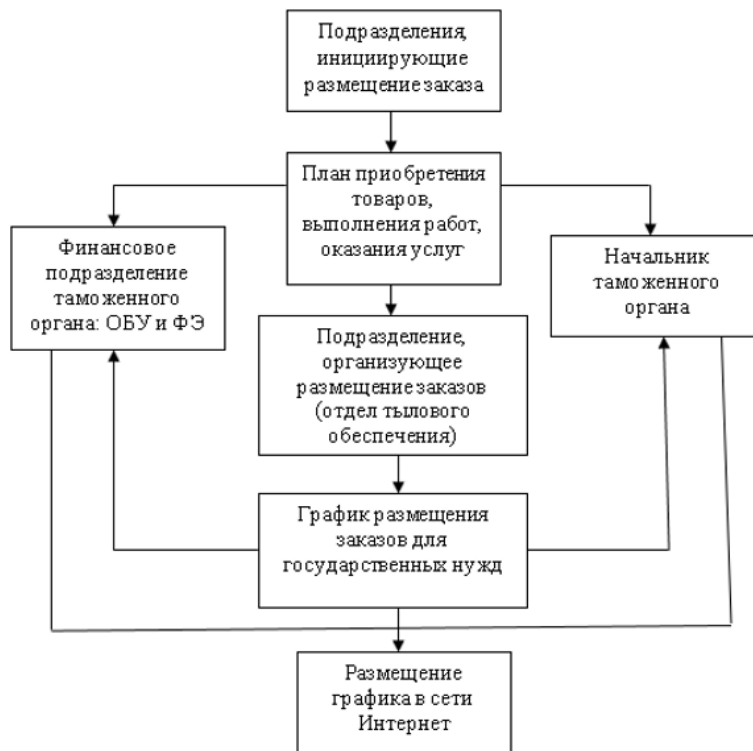 Подразделения,
инициирующие
размещение заказа
План приобретения
товаров,
выполнения работ,
оказания услуг
Финансовое
подразделение
таможенного
органа: ОБУ и ФЭ
Начальник
таможенного
органа
Подразделение,
организующее
размещение заказов
(отдел тылового
обеспечения)
График размещения
заказов для
государственных нужд
Размещение
графика в сети
Интернет